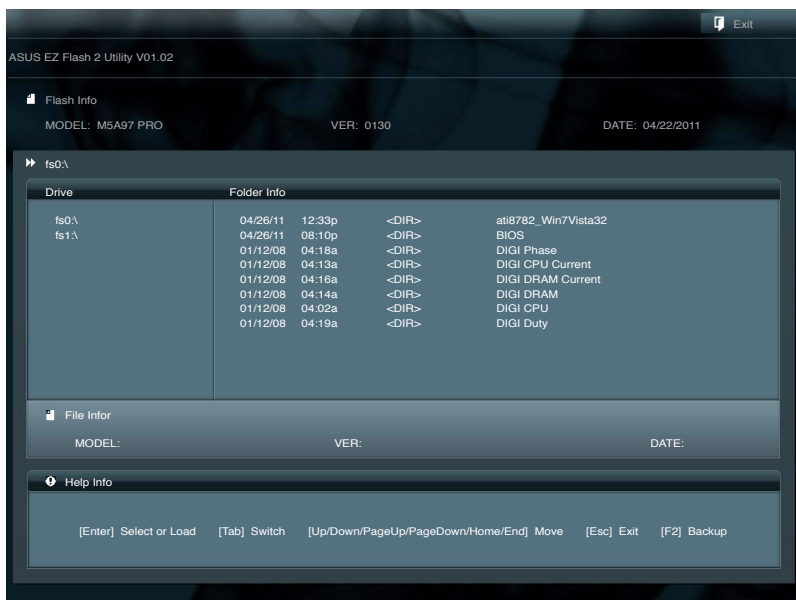 Exit
ASUS EZ Flash 2 Utility V01.02
Flash Info
MODEL: M5A97 PRO VER: 0130 DATE: 04/22/2011
fs0:\
Drive Folder Info
fs0:\ 04/26/11 12:33p <DIR> ati8782_Win7Vista32
fs1:\ 04/26/11 08:10p <DIR> BIOS
01/12/08 04:18a <DIR> DIGI Phase
01/12/08 04:13a <DIR> DIGI CPU Current
01/12/08 04:16a <DIR> DIGI DRAM Current
01/12/08 04:14a <DIR> DIGI DRAM
01/12/08 04:02a <DIR> DIGI CPU
01/12/08 04:19a <DIR> DIGI Duty
File Infor
MODEL: VER: DATE:
Help Info
[Enter] Select or Load [Tab] Switch [Up/Down/PageUp/PageDown/Home/End] Move [Esc] Exit [F2] Backup